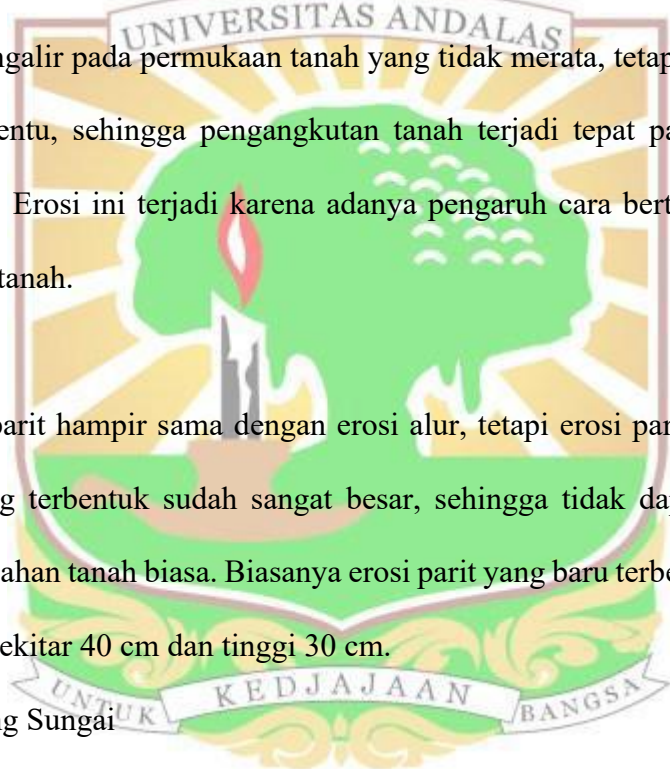 UNIVERSITAS ANDALAS
ngalir pada permukaan tanah yang tidak merata, tetap
entu, sehingga pengangkutan tanah terjadi tepat pa
Erosi ini terjadi karena adanya pengaruh cara bert
tanah.
parit hampir sama dengan erosi alur, tetapi erosi par
g terbentuk sudah sangat besar, sehingga tidak da
ahan tanah biasa. Biasanya erosi parit yang baru terbe
ekitar 40 cm dan tinggi 30 cm.
UNTUK KEDJAJAAN BANGSA
ng Sungai